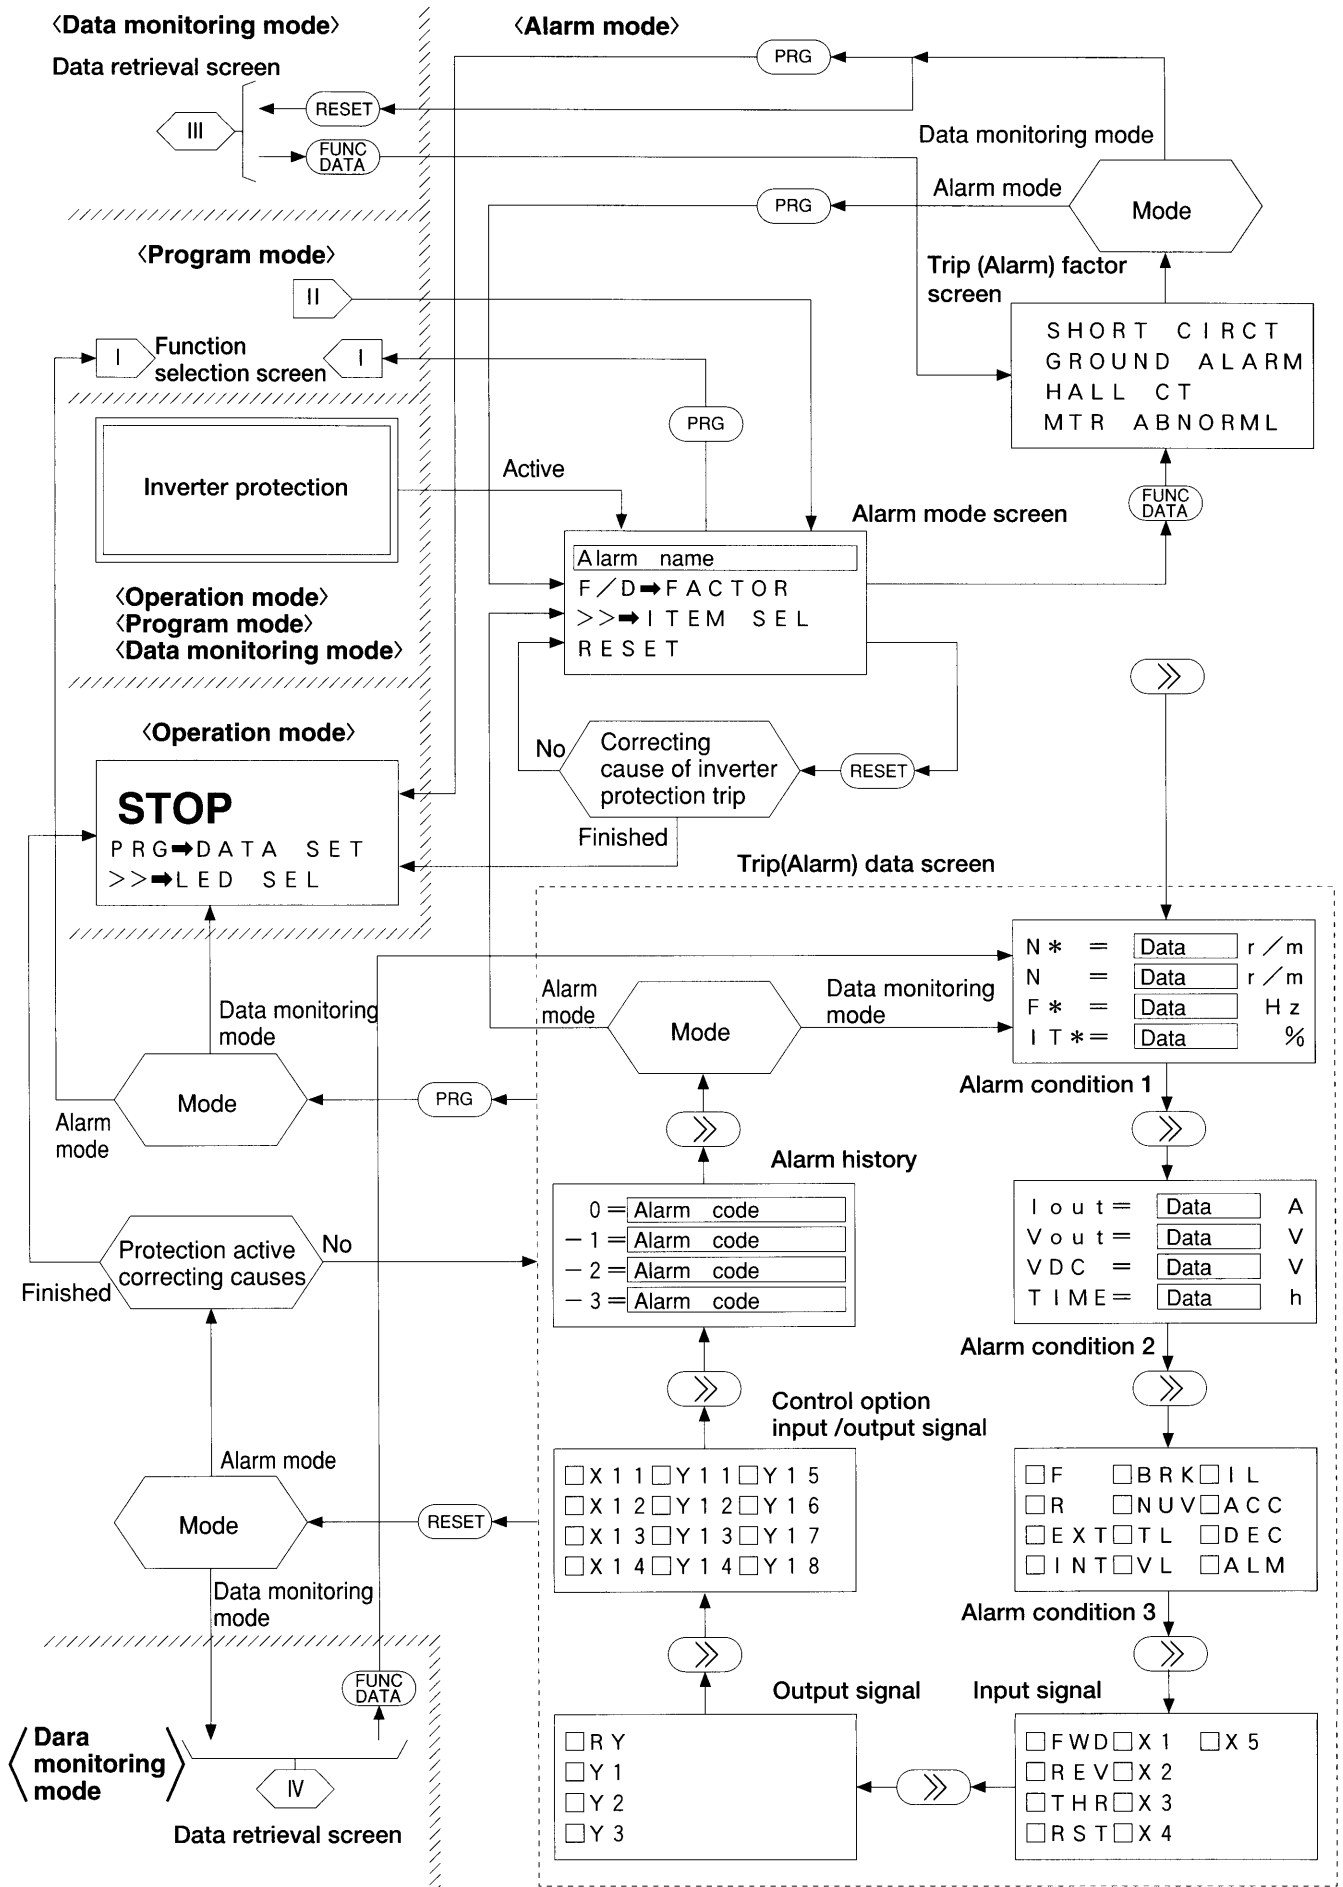 〈Data monitoring mode〉
Data retrieval screen
III
RESET
FUNC
DATA
〈Alarm mode〉
PRG
Data monitoring mode
Alarm mode
PRG
Mode
Trip (Alarm) factor
screen
SHORT CIRCT
GROUND ALARM
HALL CT
MTR ABNORML
FUNC
DATA
〈Program mode〉
II
I
Function
selection screen
I
PRG
Inverter protection
Active
〈Operation mode〉
〈Program mode〉
〈Data monitoring mode〉
Alarm mode screen
Alarm name
F/D➡FACTOR
>>➡ITEM SEL
RESET
No
Correcting
cause of inverter
protection trip
RESET
Finished
〈Operation mode〉
STOP
PRG➡DATA SET
>>➡LED SEL
Trip(Alarm) data screen
≫
N* = Data r/m
N = Data r/m
F* = Data Hz
IT*= Data %
Alarm condition 1
≫
Iout= Data A
Vout= Data V
VDC = Data V
TIME= Data h
Alarm condition 2
≫
□F □BRK□IL
□R □NUV□ACC
□EXT□TL □DEC
□INT□VL □ALM
Alarm condition 3
≫
Input signal
□FWD□X1 □X5
□REV□X2
□THR□X3
□RST□X4
≫
Output signal
□RY
□Y1
□Y2
□Y3
≫
Control option
input /output signal
□X11□Y11□Y15
□X12□Y12□Y16
□X13□Y13□Y17
□X14□Y14□Y18
≫
Alarm history
0=Alarm code
−1=Alarm code
−2=Alarm code
−3=Alarm code
≫
Alarm
mode
Mode
Data monitoring
mode
Data monitoring
mode
Mode
PRG
Alarm
mode
Protection active
correcting causes
No
Finished
Alarm mode
Mode
RESET
Data monitoring
mode
FUNC
DATA
〈Dara
monitoring
mode〉
IV
Data retrieval screen